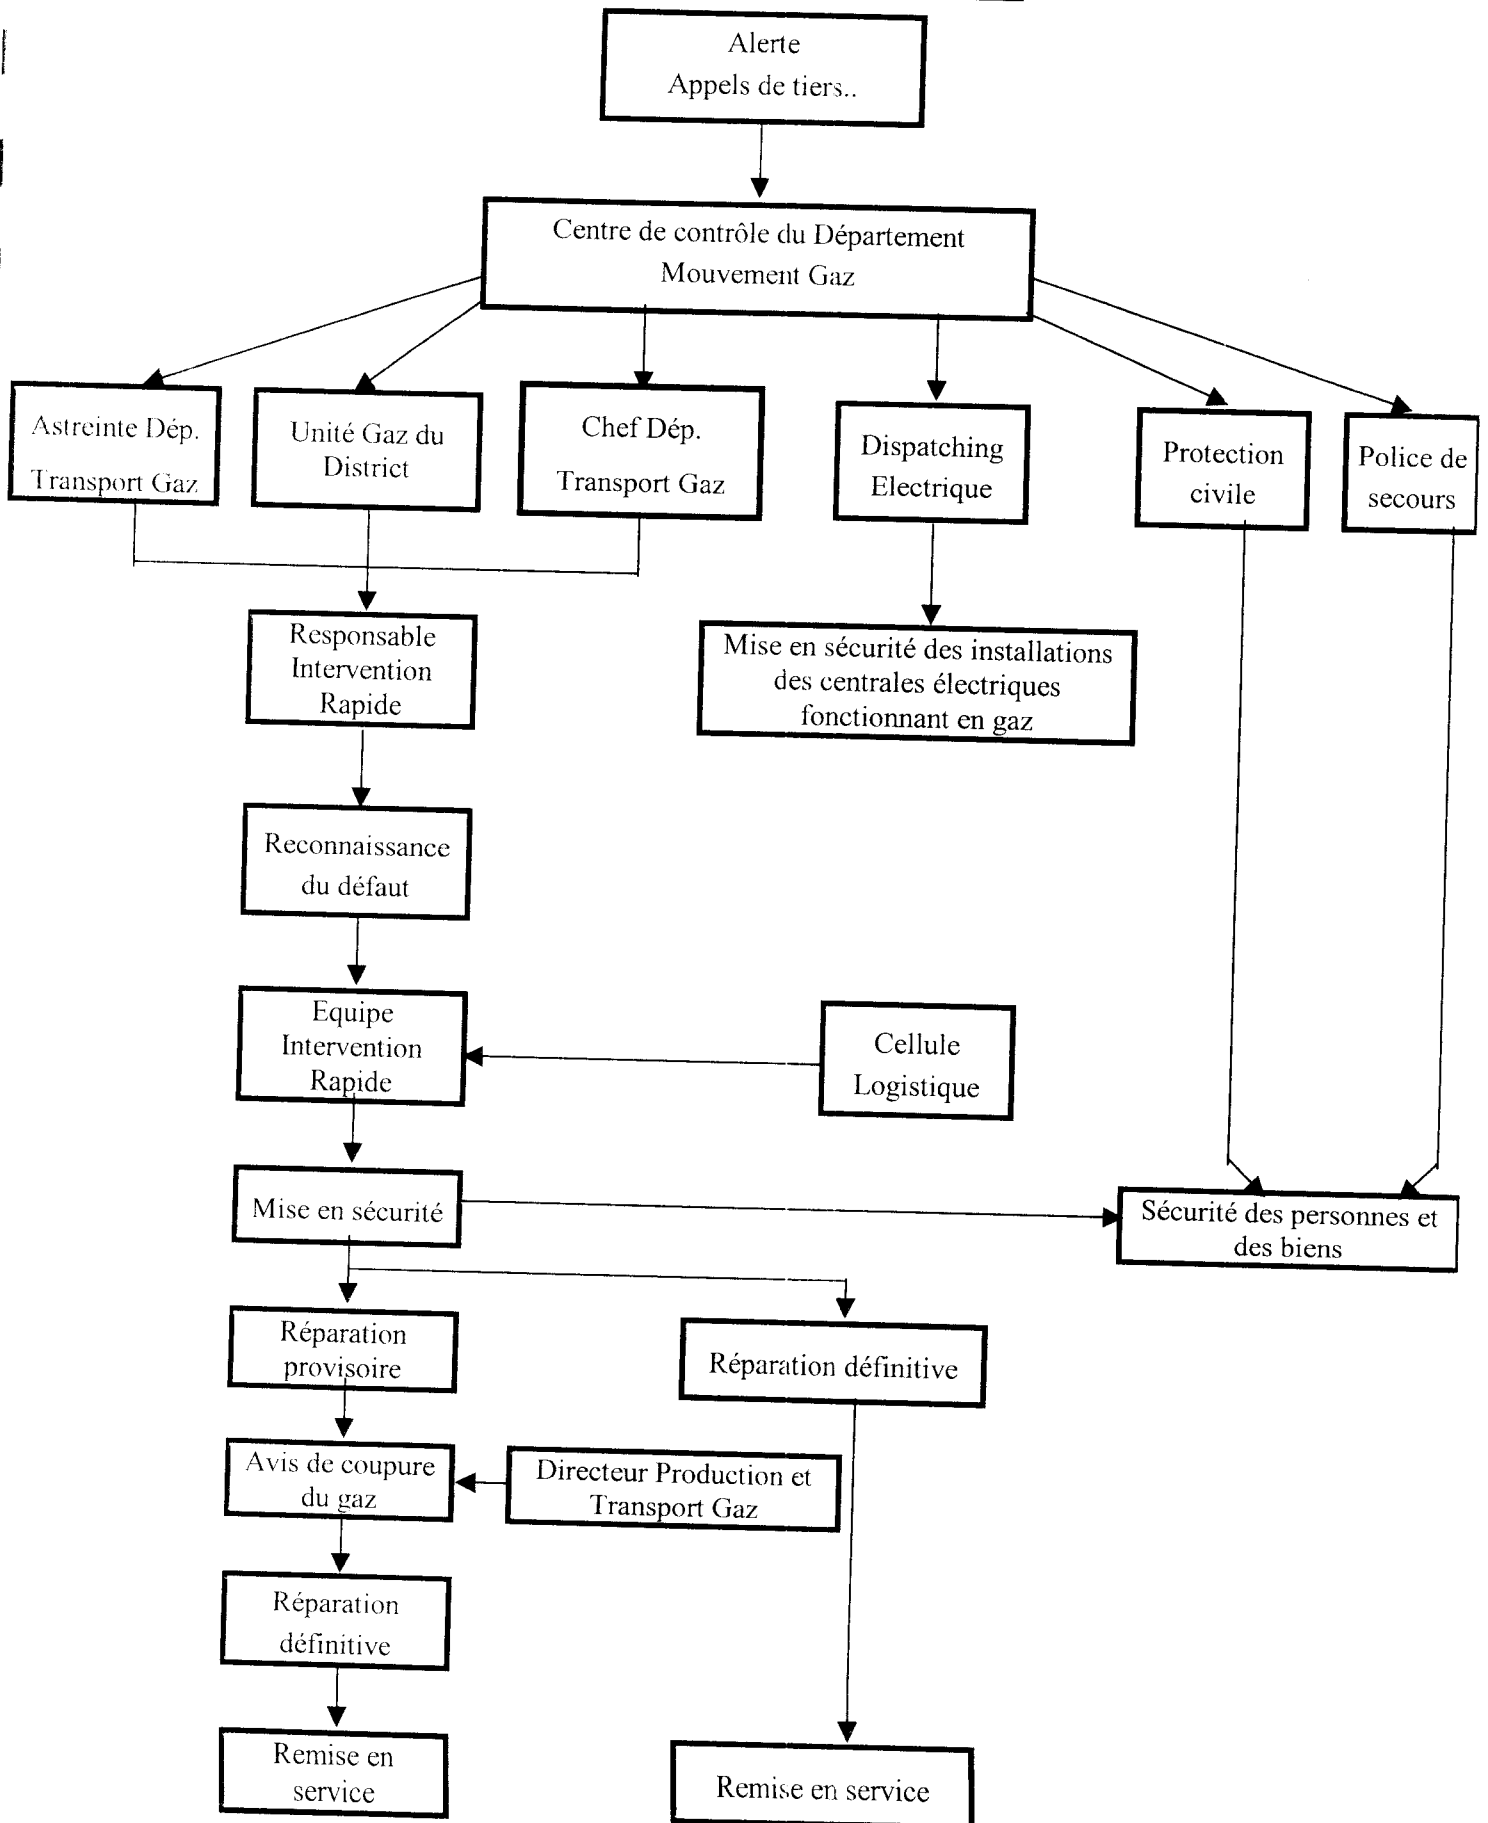 Alerte
Appels de tiers..
Centre de contrôle du Département
Mouvement Gaz
Astreinte Dép.
Transport Gaz
Unité Gaz du
District
Chef Dép.
Transport Gaz
Dispatching
Electrique
Protection
civile
Police de
secours
Responsable
Intervention
Rapide
Mise en sécurité des installations
des centrales électriques
fonctionnant en gaz
Reconnaissance
du défaut
Equipe
Intervention
Rapide
Cellule
Logistique
Mise en sécurité
Sécurité des personnes et
des biens
Réparation
provisoire
Réparation définitive
Avis de coupure
du gaz
Directeur Production et
Transport Gaz
Réparation
définitive
Remise en
service
Remise en service